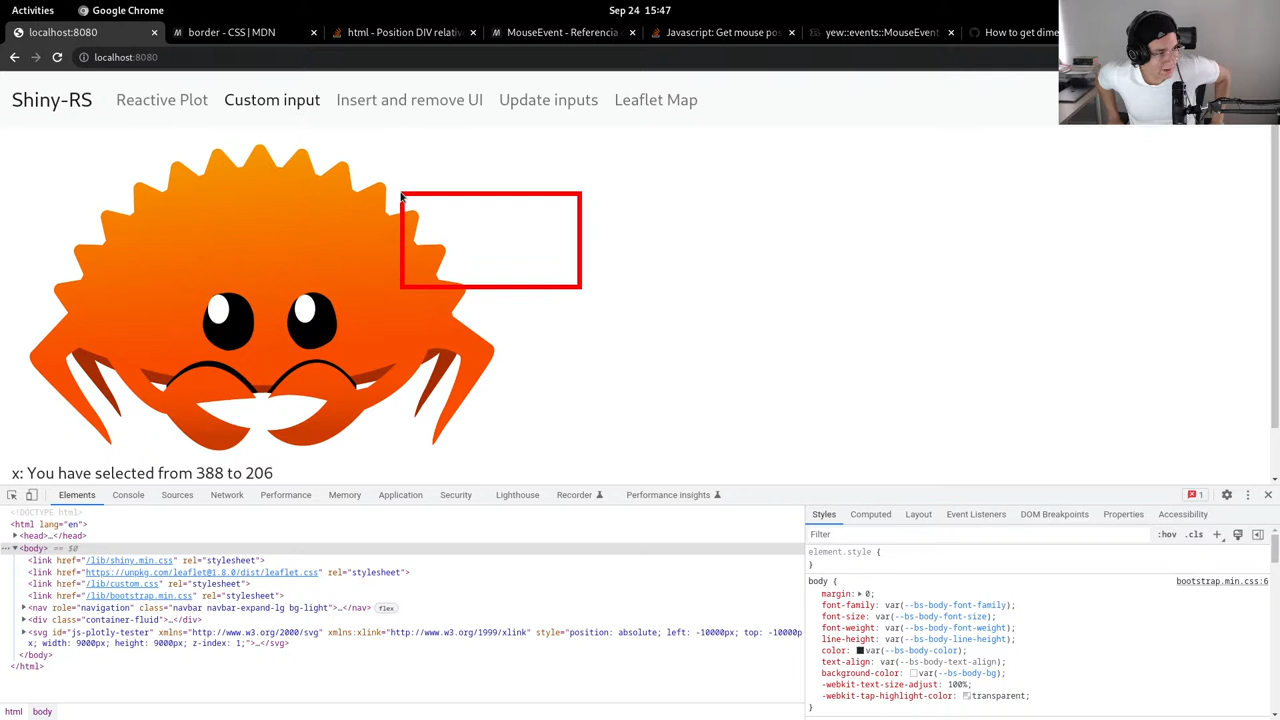 Activities
Google Chrome
Sep 24 15:47
localhost:8080
border - CSS | MDN
html - Position DIV relativ
MouseEvent - Referencia
Javascript: Get mouse pos
yew::events::MouseEvent
How to get dime
localhost:8080
Shiny-RS
Reactive Plot
Custom input
Insert and remove UI
Update inputs
Leaflet Map
x: You have selected from 388 to 206
Elements
Console
Sources
Network
Performance
Memory
Application
Security
Lighthouse
Recorder
Performance insights
1
<!DOCTYPE html>
<html lang="en">
<head>…</head>
<body> == $0
<link href="/lib/shiny.min.css" rel="stylesheet">
<link href="https://unpkg.com/leaflet@1.8.0/dist/leaflet.css" rel="stylesheet">
<link href="/lib/custom.css" rel="stylesheet">
<link href="/lib/bootstrap.min.css" rel="stylesheet">
<nav role="navigation" class="navbar navbar-expand-lg bg-light">…</nav> flex
<div class="container-fluid">…</div>
<svg id="js-plotly-tester" xmlns="http://www.w3.org/2000/svg" xmlns:xlink="http://www.w3.org/1999/xlink" style="position: absolute; left: -10000px; top: -10000p
x; width: 9000px; height: 9000px; z-index: 1;">…</svg>
</body>
</html>
html
body
Styles
Computed
Layout
Event Listeners
DOM Breakpoints
Properties
Accessibility
Filter
:hov
.cls
element.style {
}
body {
bootstrap.min.css:6
margin: 0;
font-family: var(--bs-body-font-family);
font-size: var(--bs-body-font-size);
font-weight: var(--bs-body-font-weight);
line-height: var(--bs-body-line-height);
color: var(--bs-body-color);
text-align: var(--bs-body-text-align);
background-color: var(--bs-body-bg);
-webkit-text-size-adjust: 100%;
-webkit-tap-highlight-color: transparent;
}